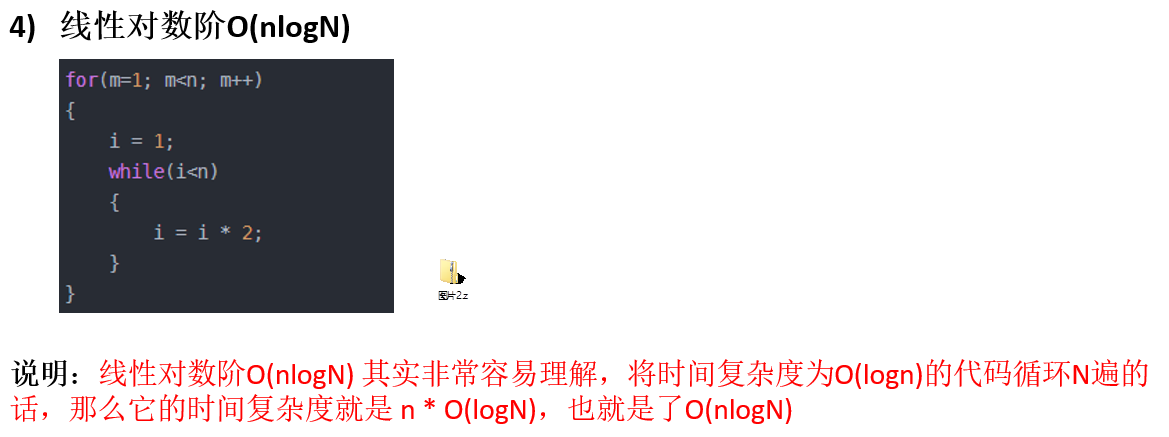 4) 线性对数阶O(nlogN)
for(m=1; m<n; m++)
{
i = 1;
while(i<n)
{
i = i * 2;
}
}
图片2.z
说明：线性对数阶O(nlogN) 其实非常容易理解，将时间复杂度为O(logn)的代码循环N遍的
话，那么它的时间复杂度就是 n * O(logN)，也就是了O(nlogN)